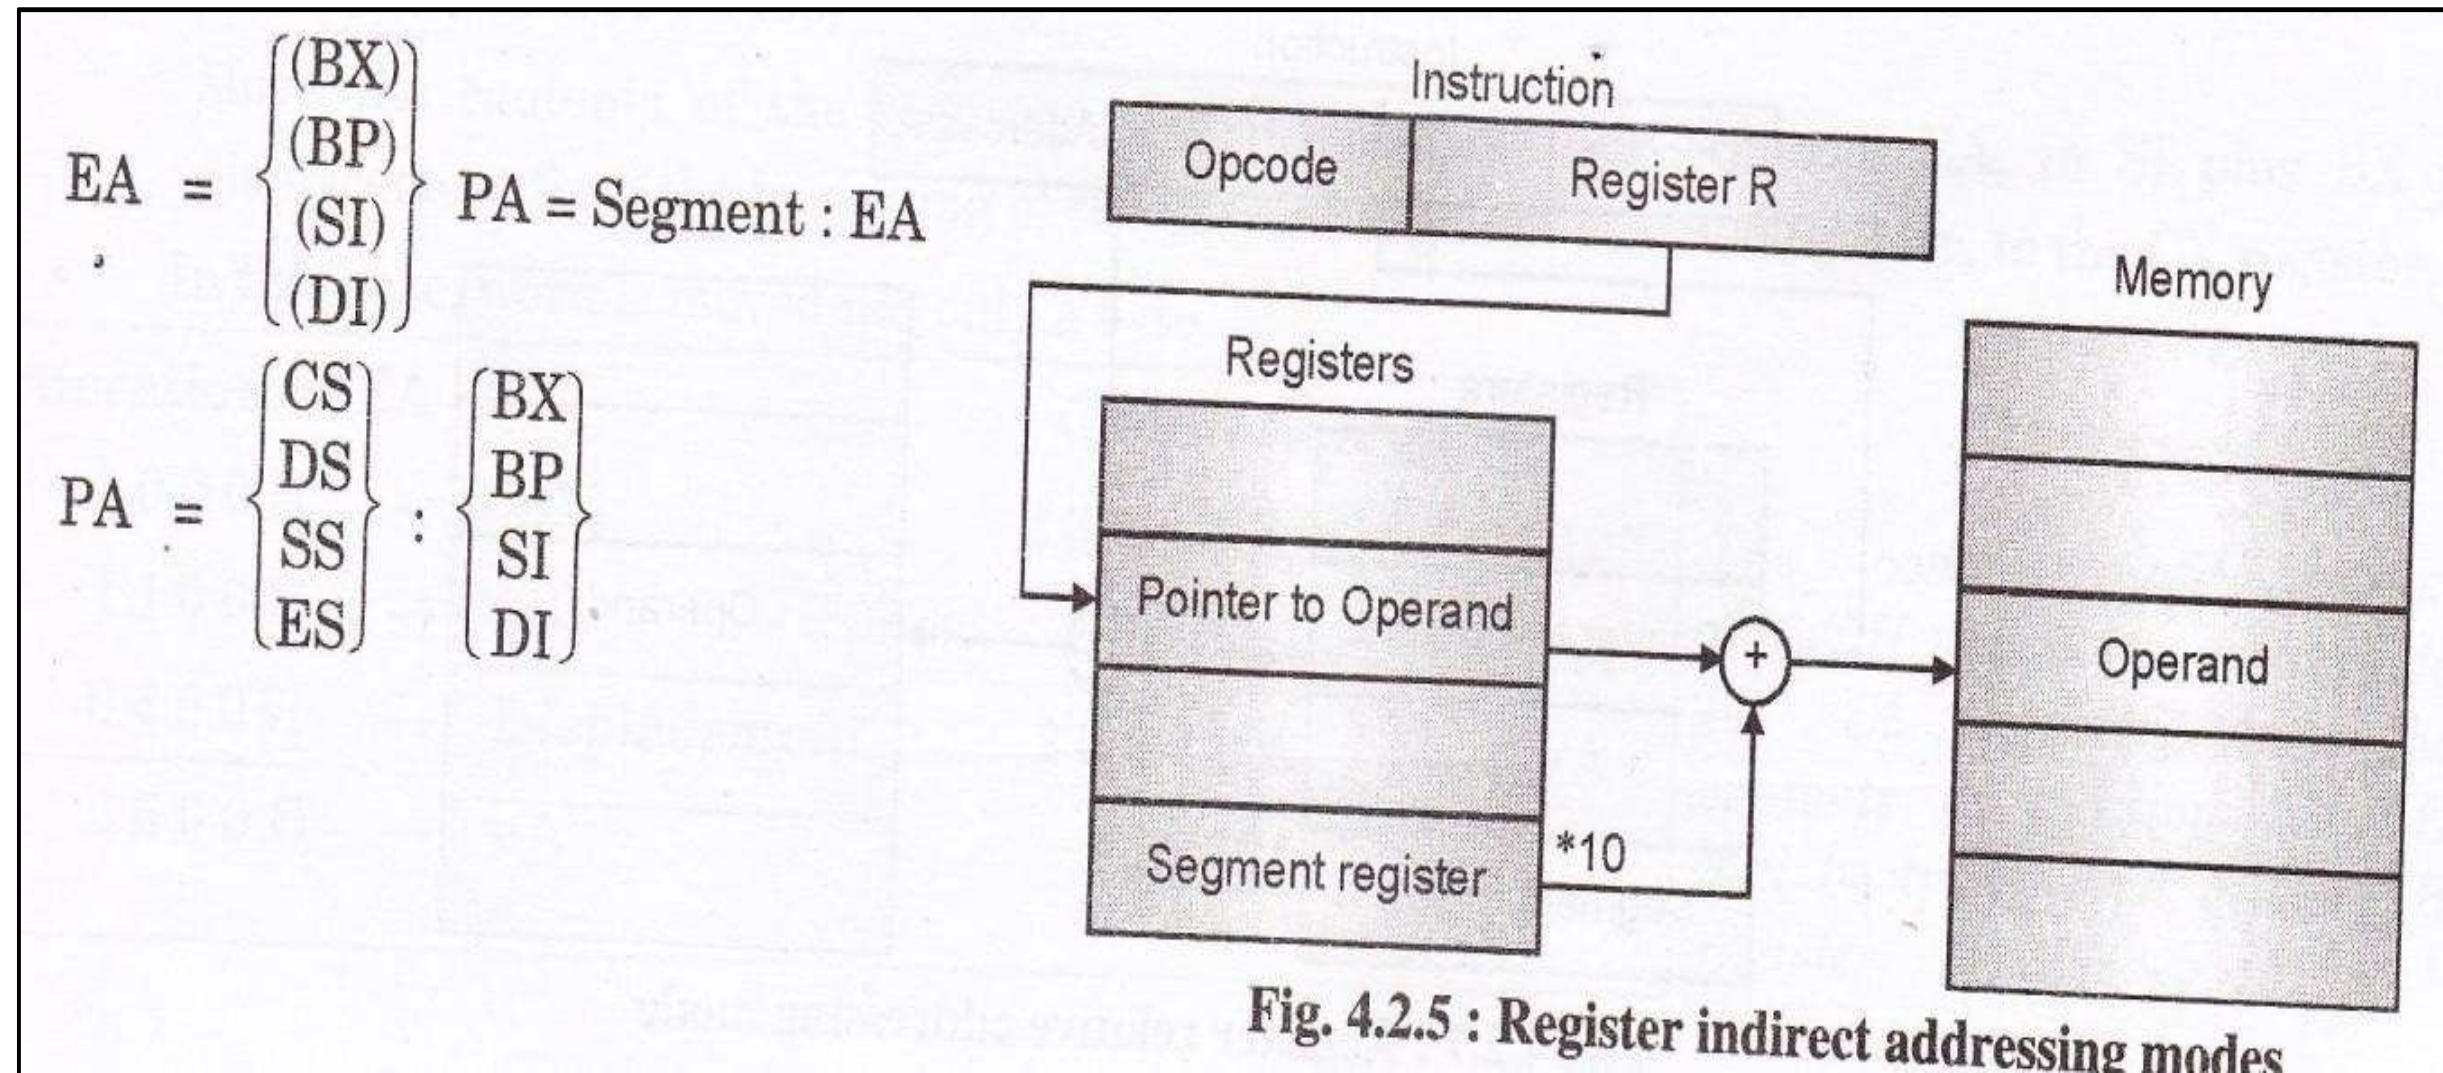 EA = {(BX) (BP) (SI) (DI)} PA = Segment : EA
PA = {CS DS SS ES} : {BX BP SI DI}
Instruction
Opcode Register R
Registers
Pointer to Operand
Segment register
*10
+
Memory
Operand
Fig. 4.2.5 : Register indirect addressing modes